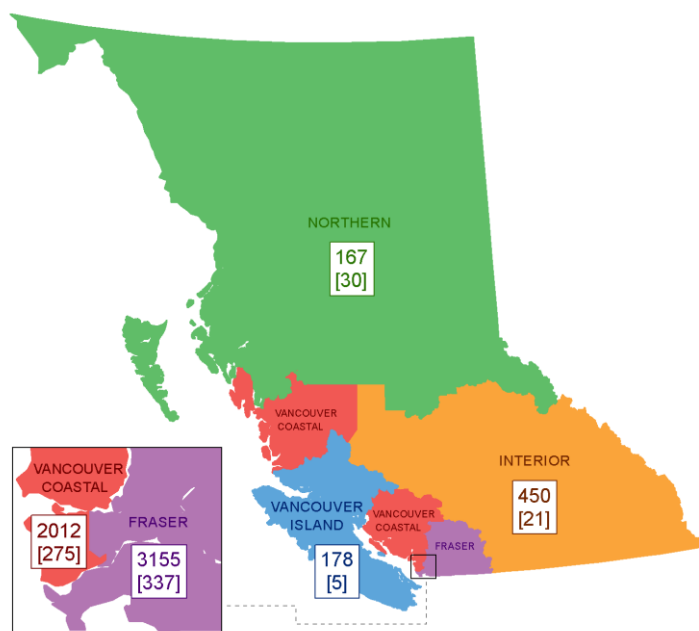 NORTHERN
167
[30]
VANCOUVER
COASTAL
INTERIOR
450
[21]
VANCOUVER
ISLAND
178
[5]
VANCOUVER
COASTAL
FRASER
VANCOUVER
COASTAL
2012
[275]
FRASER
3155
[337]